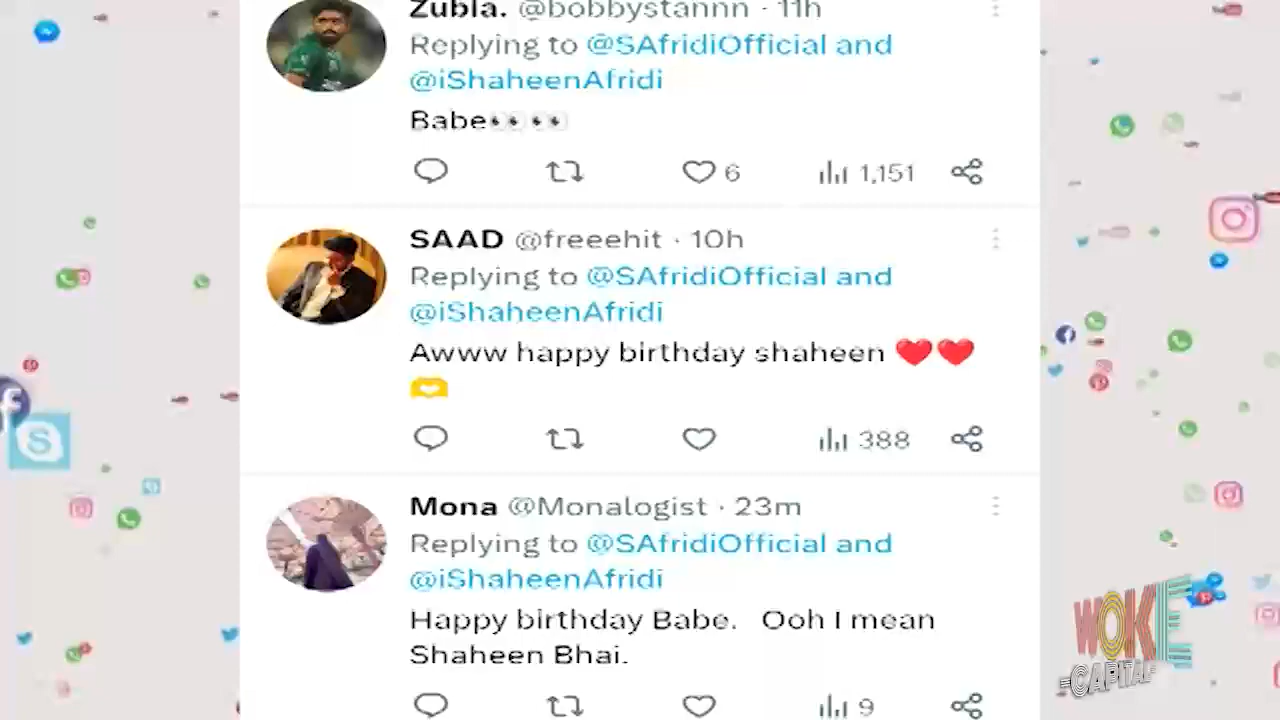 Zubla. @bobbystannn · 11h
Replying to @SAfridiOfficial and
@iShaheenAfridi
Babe👀👀
6 1,151
SAAD @freeehit · 10h
Replying to @SAfridiOfficial and
@iShaheenAfridi
Awww happy birthday shaheen ❤️❤️
🫶
388
Mona @Monalogist · 23m
Replying to @SAfridiOfficial and
@iShaheenAfridi
Happy birthday Babe. Ooh I mean
Shaheen Bhai.
9
WOKE
CAPITAL